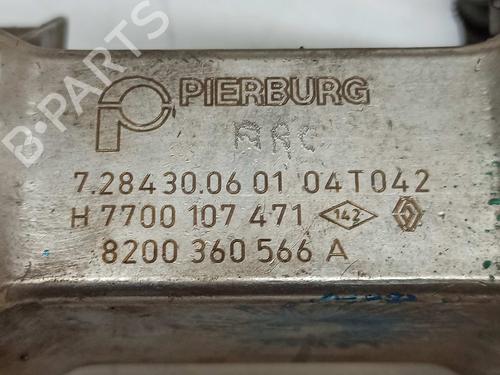 B-PARTS
PIERBURG
ARC
7.28430.06 01 04T042
H 7700 107 471 142
8200 360 566 A